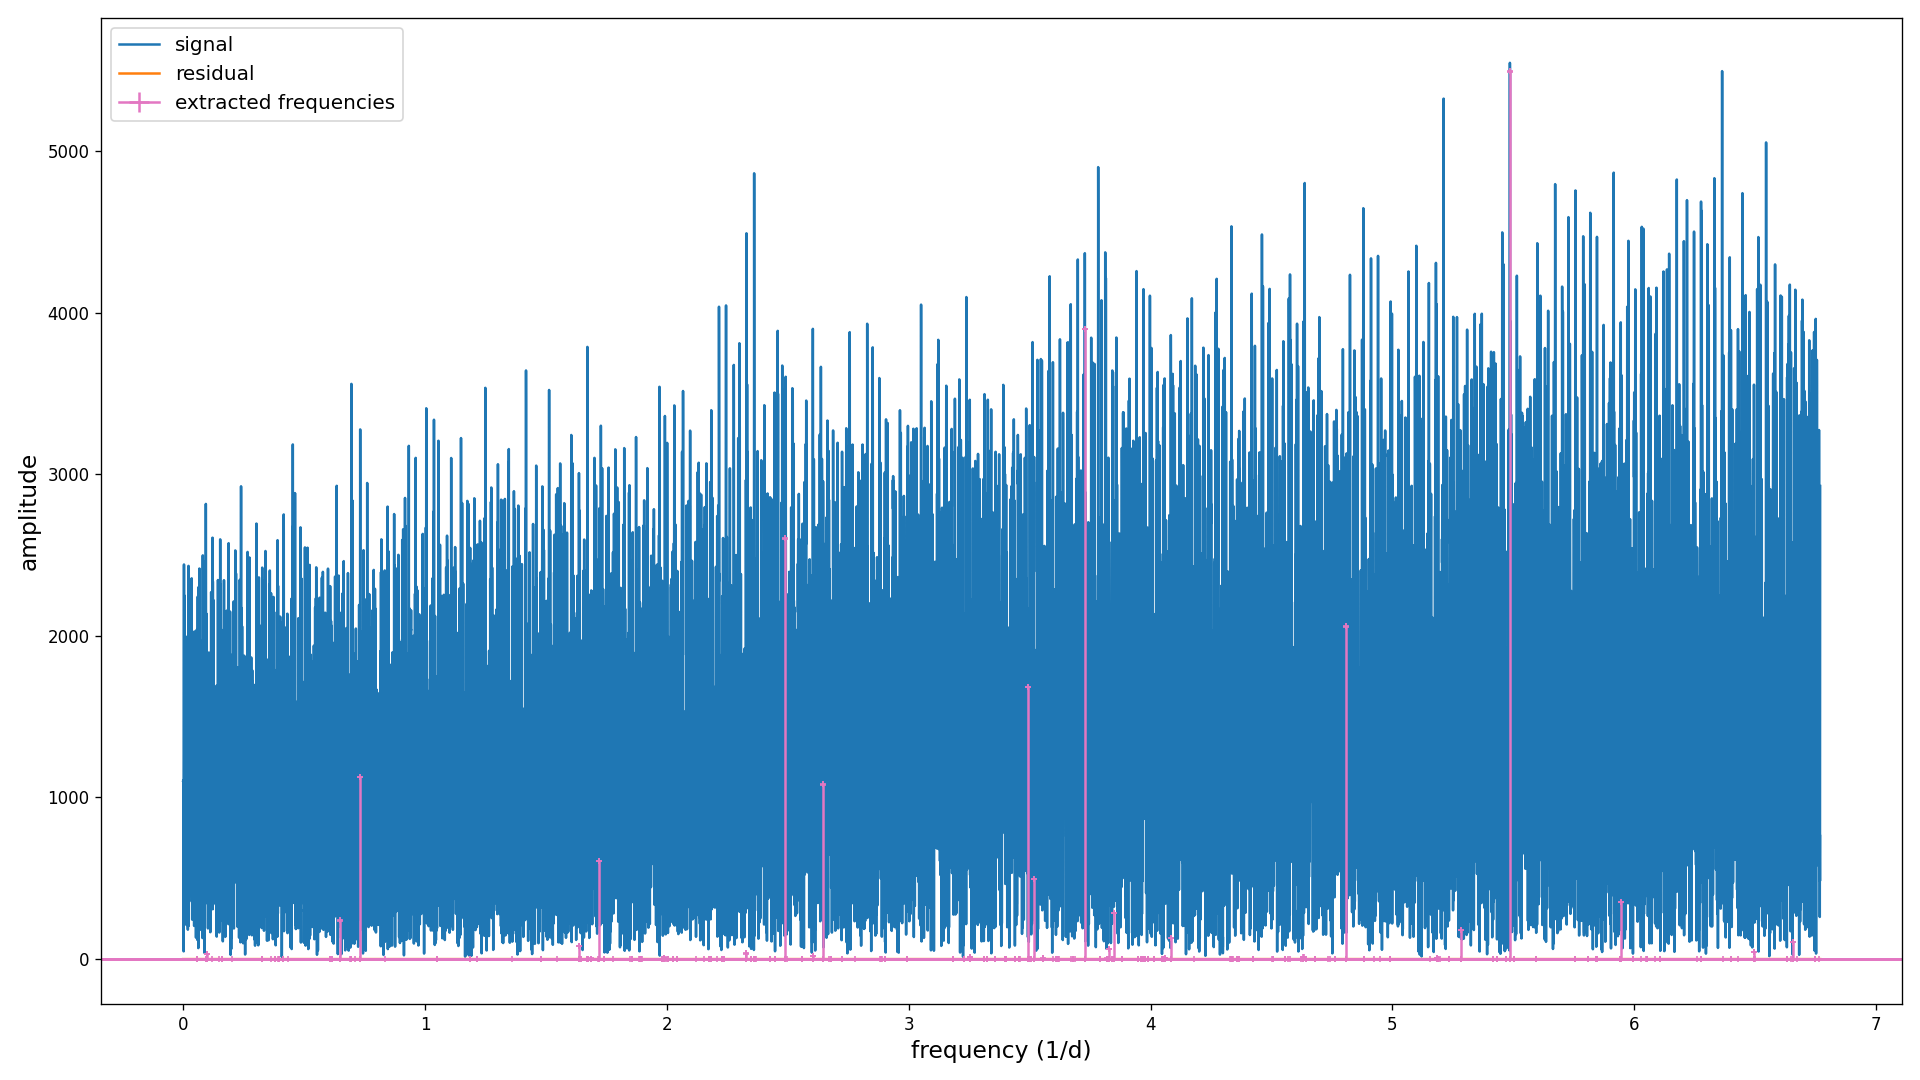 signal
residual
extracted frequencies
amplitude
5000
4000
3000
2000
1000
0
0 1 2 3 4 5 6 7
frequency (1/d)